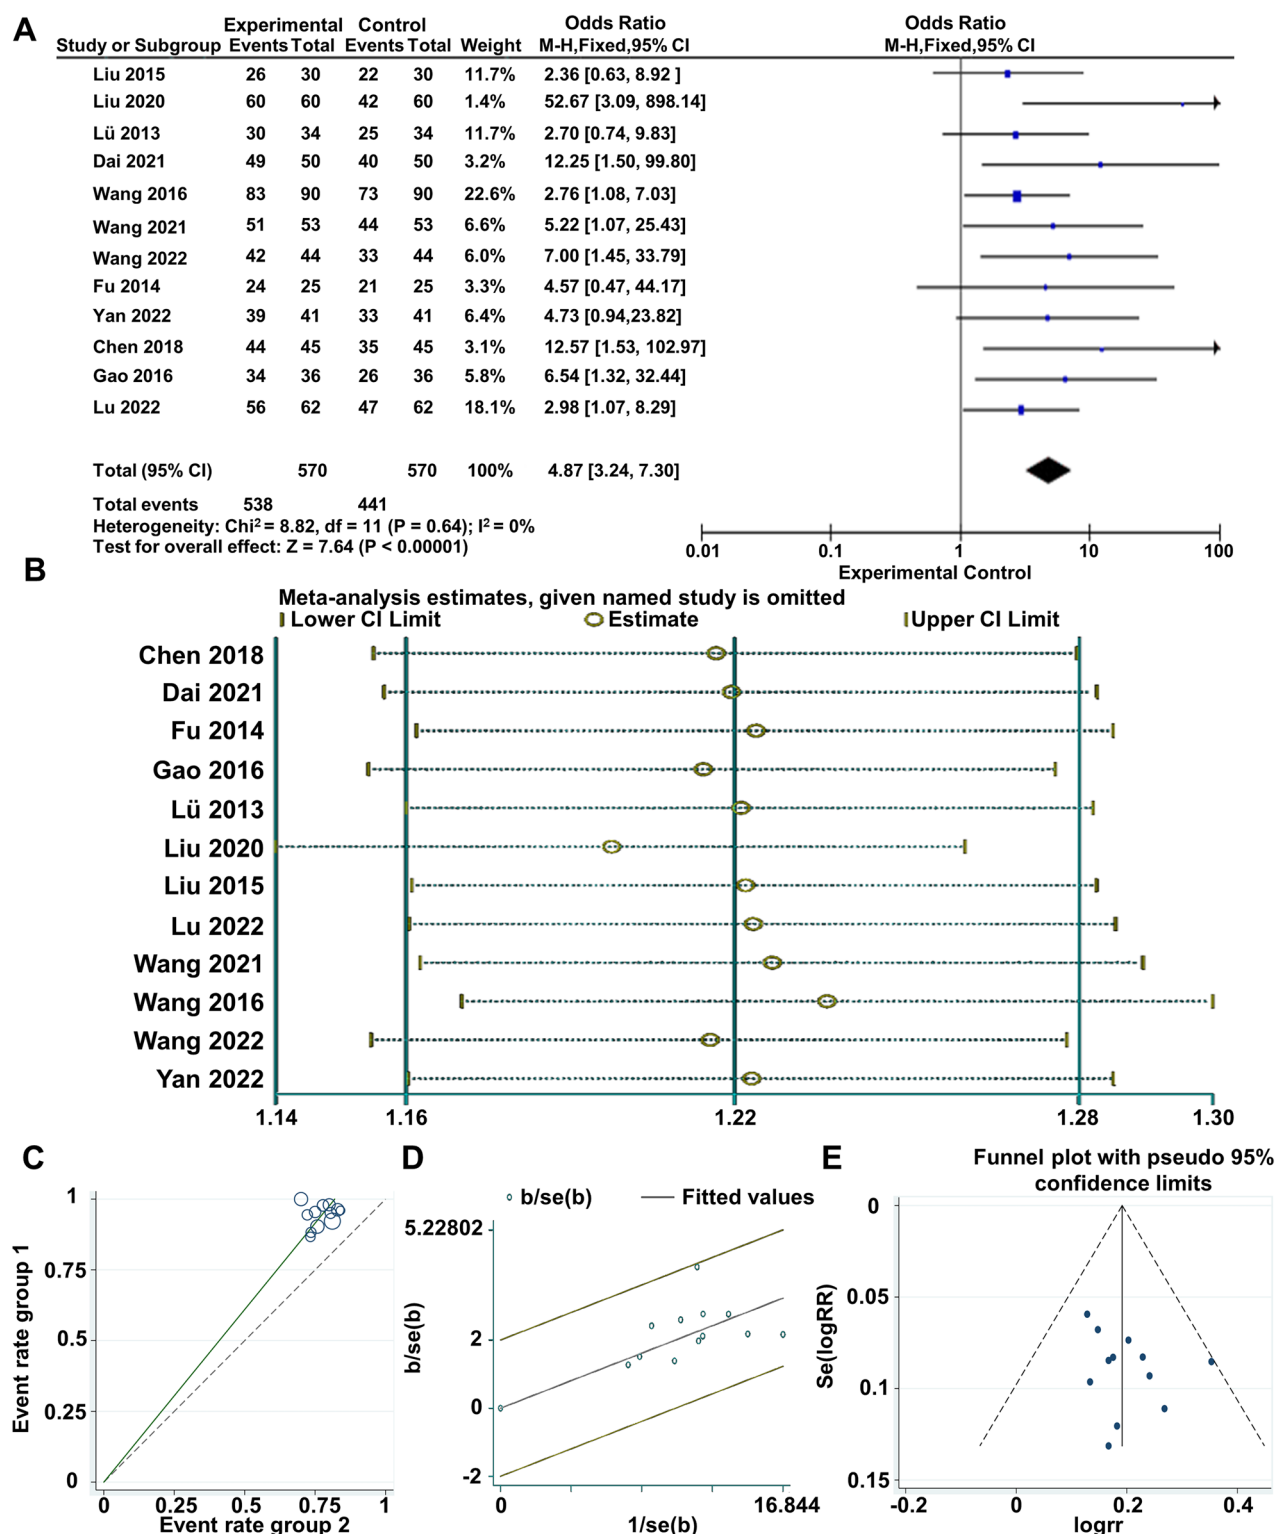 A
Experimental Control Odds Ratio Odds Ratio
Study or Subgroup Events Total Events Total Weight M-H,Fixed,95% CI M-H,Fixed,95% CI
Liu 2015 26 30 22 30 11.7% 2.36 [0.63, 8.92 ]
Liu 2020 60 60 42 60 1.4% 52.67 [3.09, 898.14]
Lü 2013 30 34 25 34 11.7% 2.70 [0.74, 9.83]
Dai 2021 49 50 40 50 3.2% 12.25 [1.50, 99.80]
Wang 2016 83 90 73 90 22.6% 2.76 [1.08, 7.03]
Wang 2021 51 53 44 53 6.6% 5.22 [1.07, 25.43]
Wang 2022 42 44 33 44 6.0% 7.00 [1.45, 33.79]
Fu 2014 24 25 21 25 3.3% 4.57 [0.47, 44.17]
Yan 2022 39 41 33 41 6.4% 4.73 [0.94,23.82]
Chen 2018 44 45 35 45 3.1% 12.57 [1.53, 102.97]
Gao 2016 34 36 26 36 5.8% 6.54 [1.32, 32.44]
Lu 2022 56 62 47 62 18.1% 2.98 [1.07, 8.29]
Total (95% CI) 570 570 100% 4.87 [3.24, 7.30]
Total events 538 441
Heterogeneity: Chi² = 8.82, df = 11 (P = 0.64); I² = 0%
Test for overall effect: Z = 7.64 (P < 0.00001)
0.01 0.1 1 10 100
Experimental Control
B
Meta-analysis estimates, given named study is omitted
Lower CI Limit Estimate Upper CI Limit
Chen 2018
Dai 2021
Fu 2014
Gao 2016
Lü 2013
Liu 2020
Liu 2015
Lu 2022
Wang 2021
Wang 2016
Wang 2022
Yan 2022
1.14 1.16 1.22 1.28 1.30
C
Event rate group 1
1
0.75
0.5
0.25
0
0 0.25 0.5 0.75 1
Event rate group 2
D
b/se(b) Fitted values
b/se(b)
5.22802
2
0
-2
0 16.844
1/se(b)
E
Funnel plot with pseudo 95%
confidence limits
Se(logRR)
0
0.05
0.1
0.15
-0.2 0 0.2 0.4
logrr